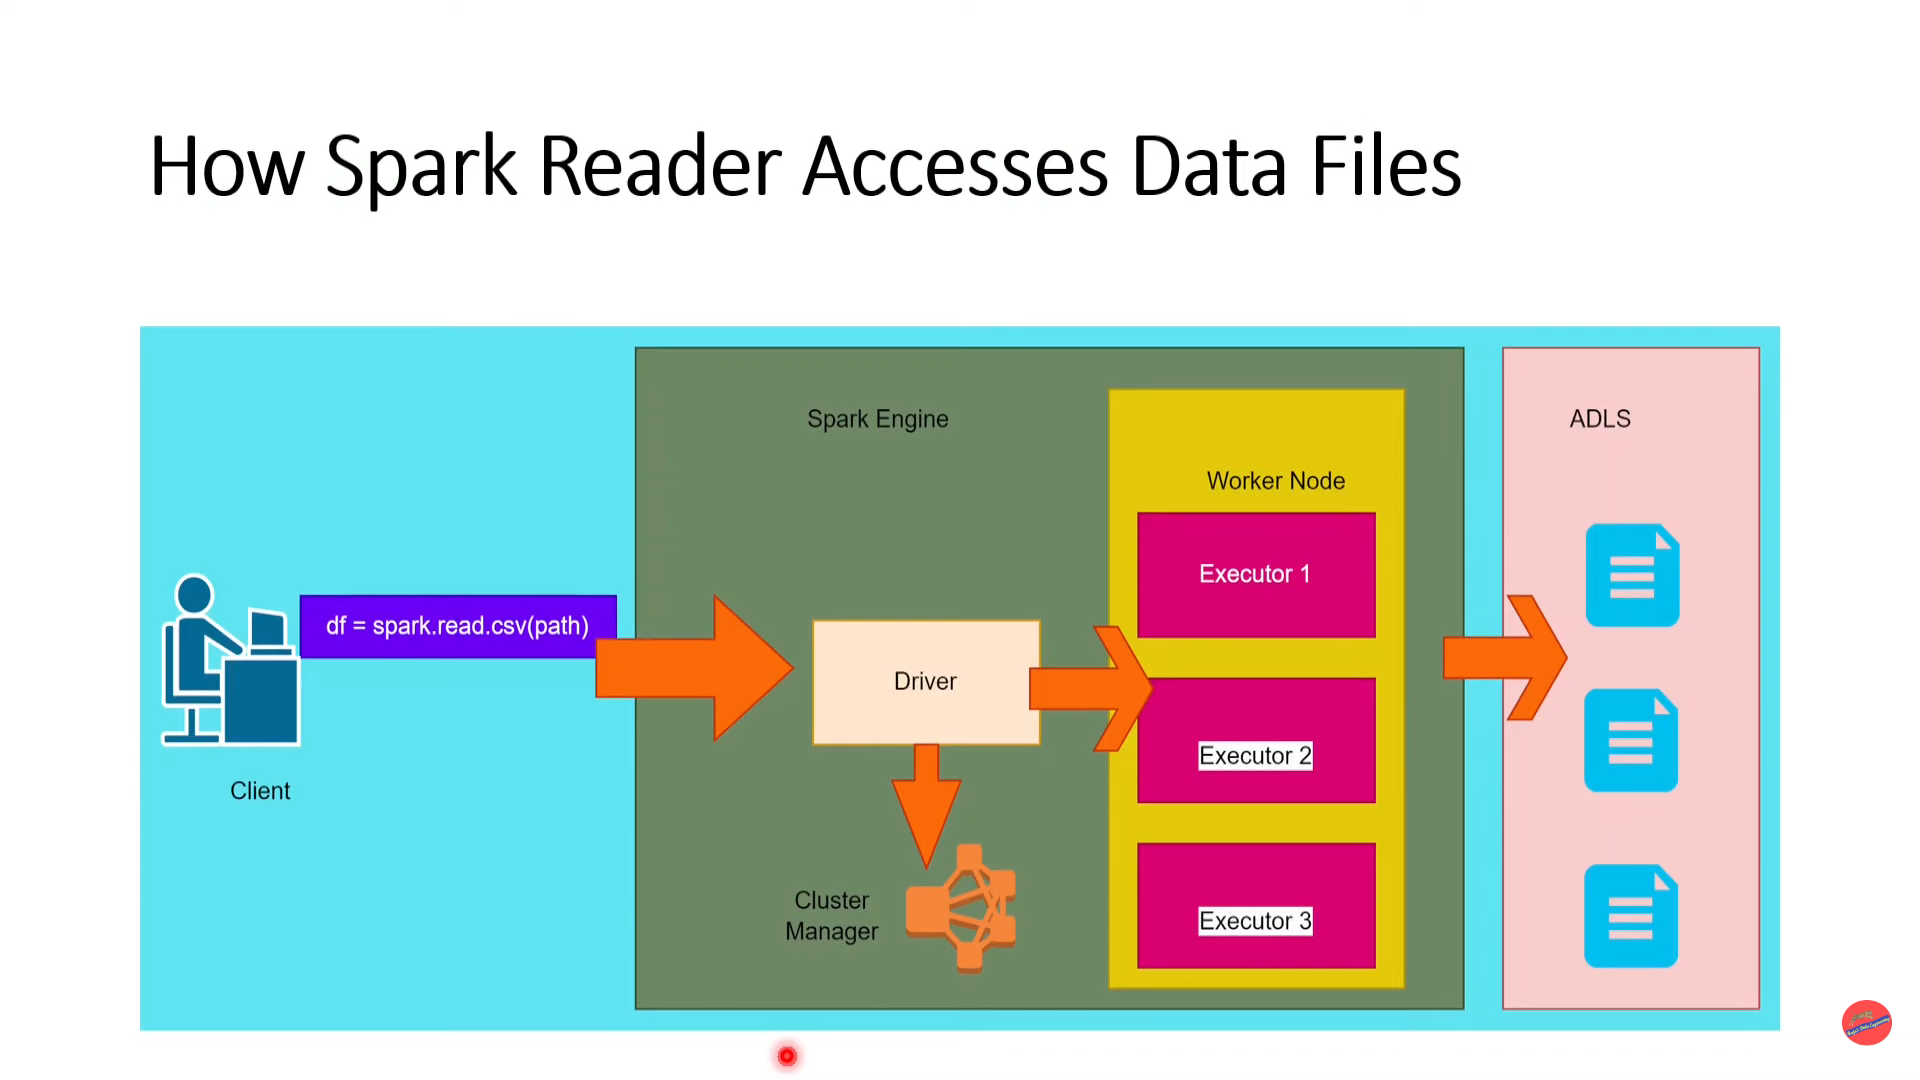 How Spark Reader Accesses Data Files
Spark Engine
ADLS
Worker Node
Executor 1
df = spark.read.csv(path)
Driver
Executor 2
Client
Cluster
Manager
Executor 3